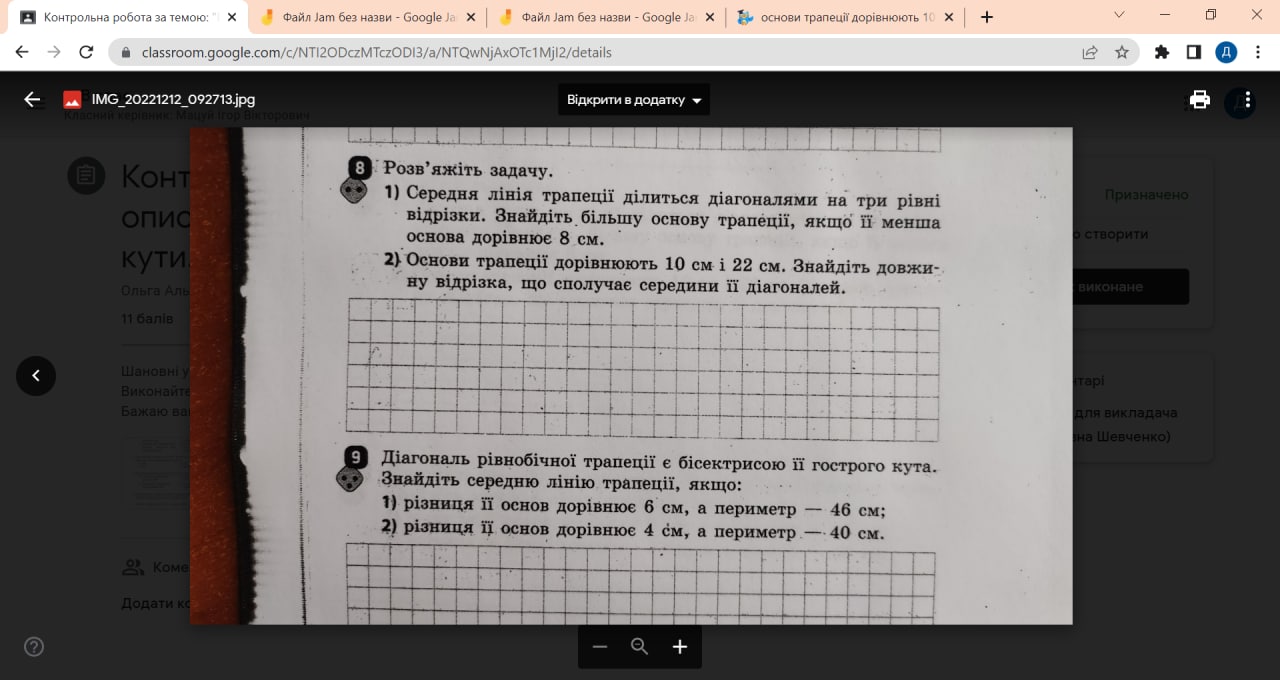 Контрольна робота за темою: "
Файл Jam без назви - Google Ja
Файл Jam без назви - Google Ja
основи трапеції дорівнюють 10
classroom.google.com/c/NTI2ODczMTczODI3/a/NTQwNjAxOTc1MjI2/details
Д
IMG_20221212_092713.jpg
Відкрити в додатку
Класний керівник: Мацуй Ігор Вікторович
Конт
опис
кути.
Ольга Аль
11 балів
Шановні у
Виконайте
Бажаю ва
Коме
Додати ко
Призначено
о створити
виконане
нтарі
для викладача
вна Шевченко)
8 Розв’яжіть задачу.
1) Середня лінія трапеції ділиться діагоналями на три рівні
відрізки. Знайдіть більшу основу трапеції, якщо її менша
основа дорівнює 8 см.
2) Основи трапеції дорівнюють 10 см і 22 см. Знайдіть довжи-
ну відрізка, що сполучає середини її діагоналей.
9 Діагональ рівнобічної трапеції є бісектрисою її гострого кута.
Знайдіть середню лінію трапеції, якщо:
1) різниця її основ дорівнює 6 см, а периметр — 46 см;
2) різниця її основ дорівнює 4 см, а периметр — 40 см.